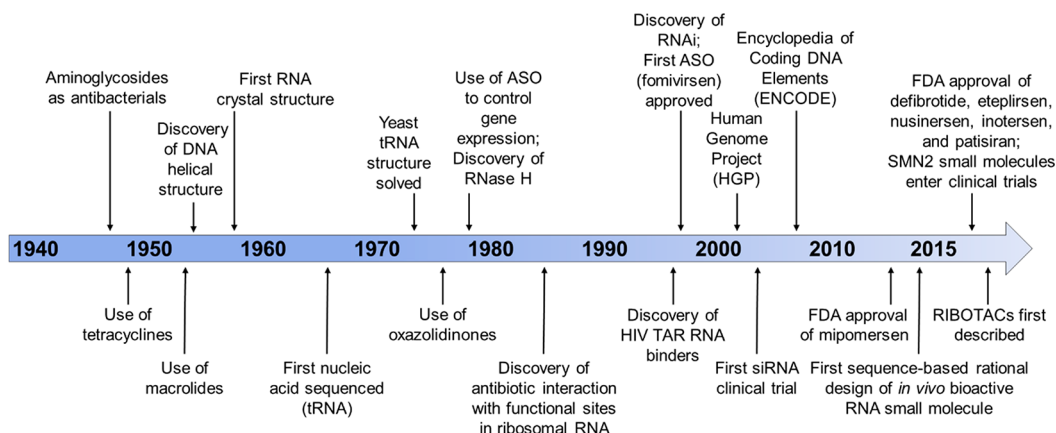 Aminoglycosides
as antibacterials
Discovery
of DNA
helical
structure
First RNA
crystal structure
Yeast
tRNA
structure
solved
Use of ASO
to control
gene
expression;
Discovery of
RNase H
Discovery of
RNAi;
First ASO
(fomivirsen)
approved
Human
Genome
Project
(HGP)
Encyclopedia of
Coding DNA
Elements
(ENCODE)
FDA approval of
defibrotide, eteplirsen,
nusinersen, inotersen,
and patisiran;
SMN2 small molecules
enter clinical trials
1940 1950 1960 1970 1980 1990 2000 2010 2015
Use of
tetracyclines
Use of
macrolides
First nucleic
acid sequenced
(tRNA)
Use of
oxazolidinones
Discovery of
antibiotic interaction
with functional sites
in ribosomal RNA
Discovery of
HIV TAR RNA
binders
First siRNA
clinical trial
FDA approval
of mipomersen
First sequence-based rational
design of in vivo bioactive
RNA small molecule
RIBOTACs first
described